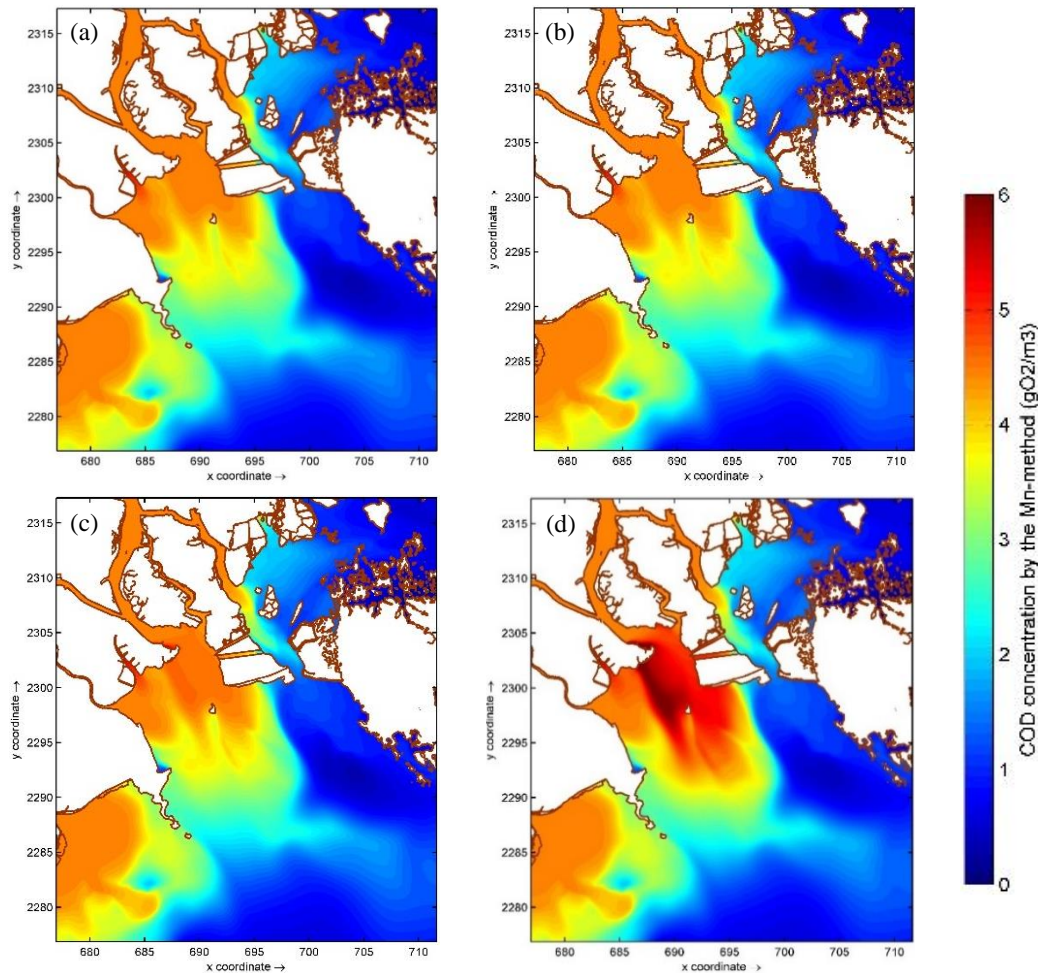 (a)
2315
2310
2305
2300
2295
2290
2285
2280
y coordinate →
680 685 690 695 700 705 710
x coordinate →
(b)
2315
2310
2305
2300
2295
2290
2285
2280
y coordinate →
680 685 690 695 700 705 710
x coordinate →
(c)
2315
2310
2305
2300
2295
2290
2285
2280
y coordinate →
680 685 690 695 700 705 710
x coordinate →
(d)
2315
2310
2305
2300
2295
2290
2285
2280
y coordinate →
680 685 690 695 700 705 710
x coordinate →
6
5
4
3
2
1
0
COD concentration by the Mn-method (gO2/m3)